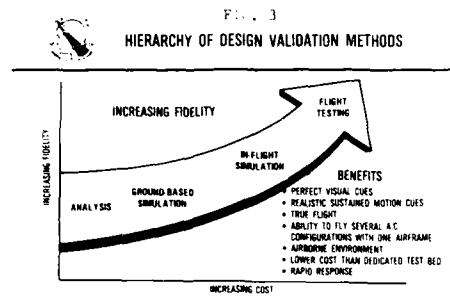 FIG. 3
HIERARCHY OF DESIGN VALIDATION METHODS
INCREASING FIDELITY
INCREASING FIDELITY
FLIGHT
TESTING
IN-FLIGHT
SIMULATION
GROUND-BASED
SIMULATION
ANALYSIS
BENEFITS
• PERFECT VISUAL CUES
• REALISTIC SUSTAINED MOTION CUES
• TRUE FLIGHT
• ABILITY TO FLY SEVERAL A/C
CONFIGURATIONS WITH ONE AIRFRAME
• AIRBORNE ENVIRONMENT
• LOWER COST THAN DEDICATED TEST BED
• RAPID RESPONSE
INCREASING COST